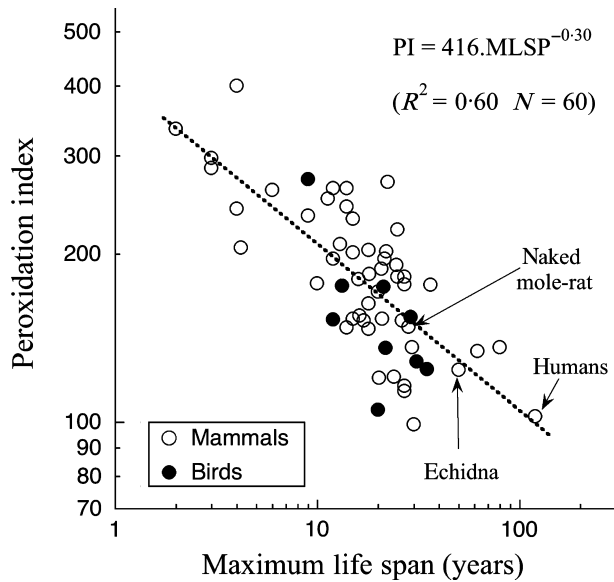 PI = 416.MLSP⁻⁰·³⁰
(R² = 0·60 N = 60)
Peroxidation index
500
400
300
200
100
90
80
70
Naked
mole-rat
Humans
Echidna
Mammals
Birds
1
10
100
Maximum life span (years)